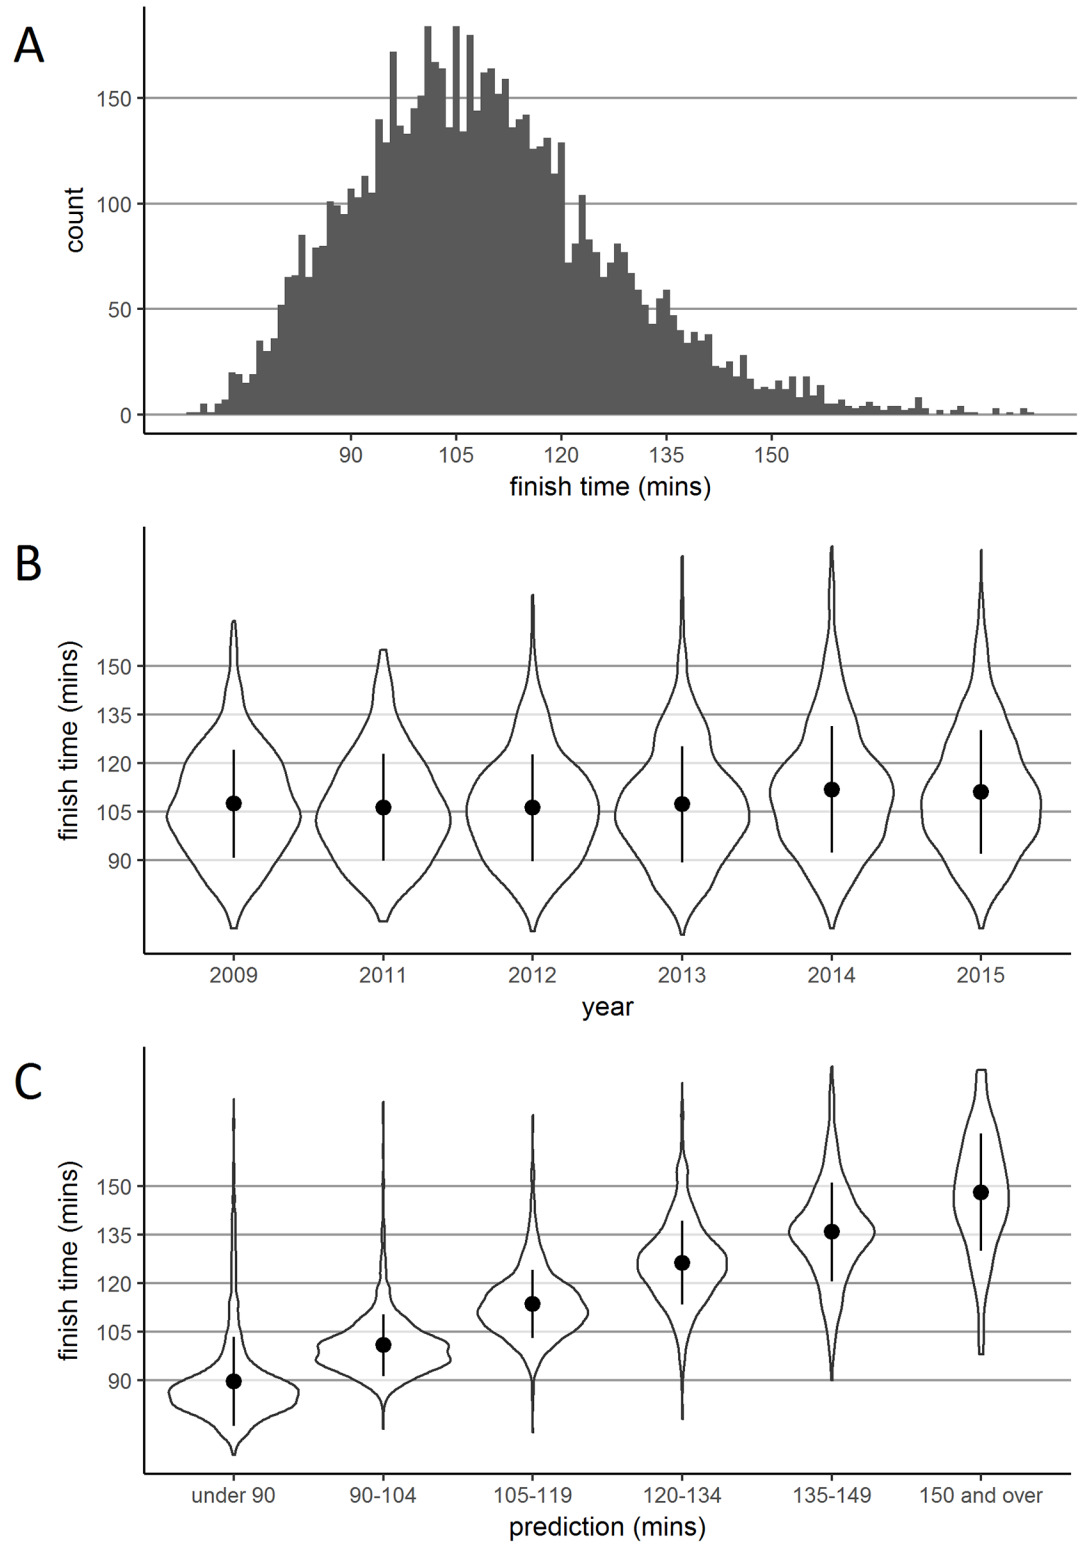 A
count
150
100
50
0
90 105 120 135 150
finish time (mins)
B
finish time (mins)
150
135
120
105
90
2009 2011 2012 2013 2014 2015
year
C
finish time (mins)
150
135
120
105
90
under 90 90-104 105-119 120-134 135-149 150 and over
prediction (mins)